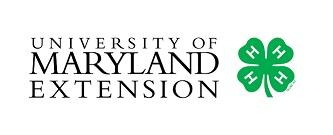 UNIVERSITY OF
MARYLAND
EXTENSION
H H
H H